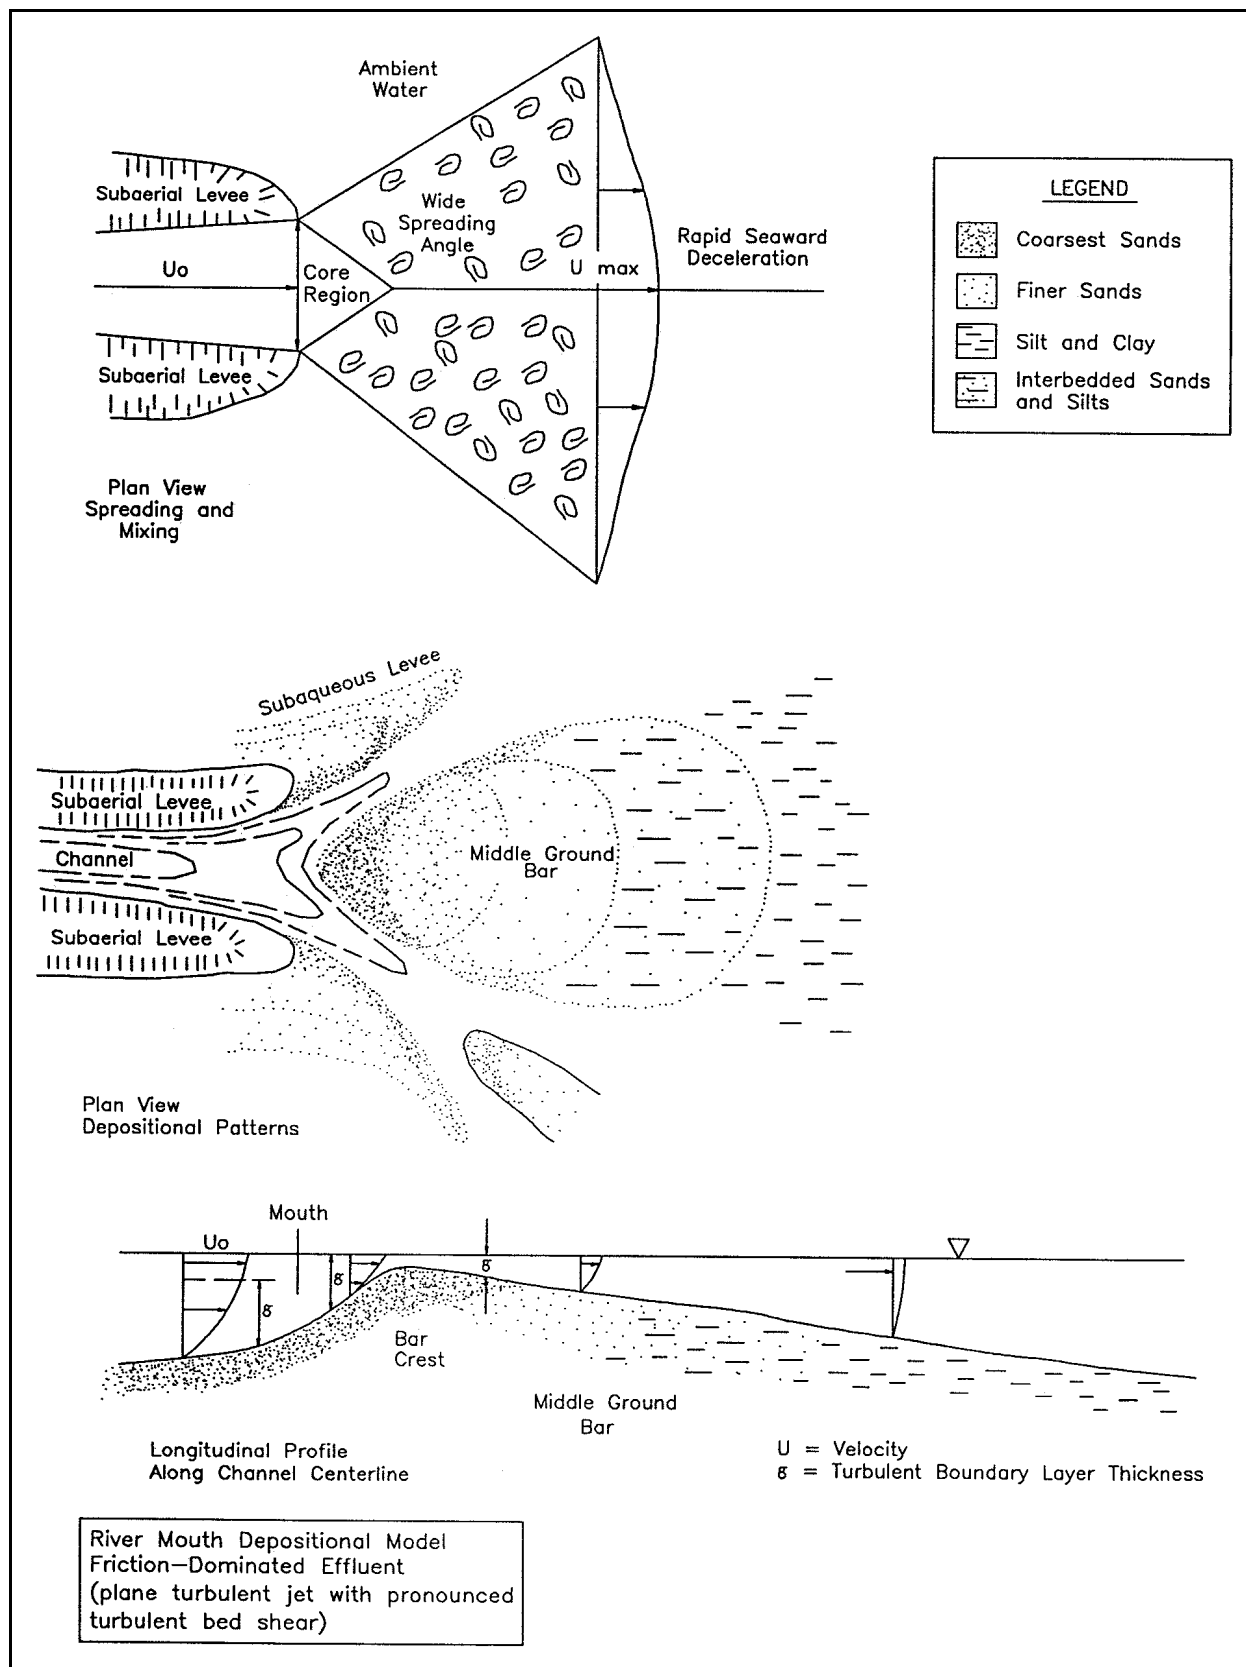 Ambient
Water
Subaerial Levee
Wide
Spreading
Angle
Uo
Core
Region
U max
Rapid Seaward
Deceleration
Subaerial Levee
Plan View
Spreading and
Mixing
LEGEND
Coarsest Sands
Finer Sands
Silt and Clay
Interbedded Sands
and Silts
Subaqueous Levee
Subaerial Levee
Channel
Middle Ground
Bar
Subaerial Levee
Plan View
Depositional Patterns
Mouth
Uo
g
g
g
Bar
Crest
Middle Ground
Bar
Longitudinal Profile
Along Channel Centerline
U = Velocity
g = Turbulent Boundary Layer Thickness
River Mouth Depositional Model
Friction-Dominated Effluent
(plane turbulent jet with pronounced
turbulent bed shear)